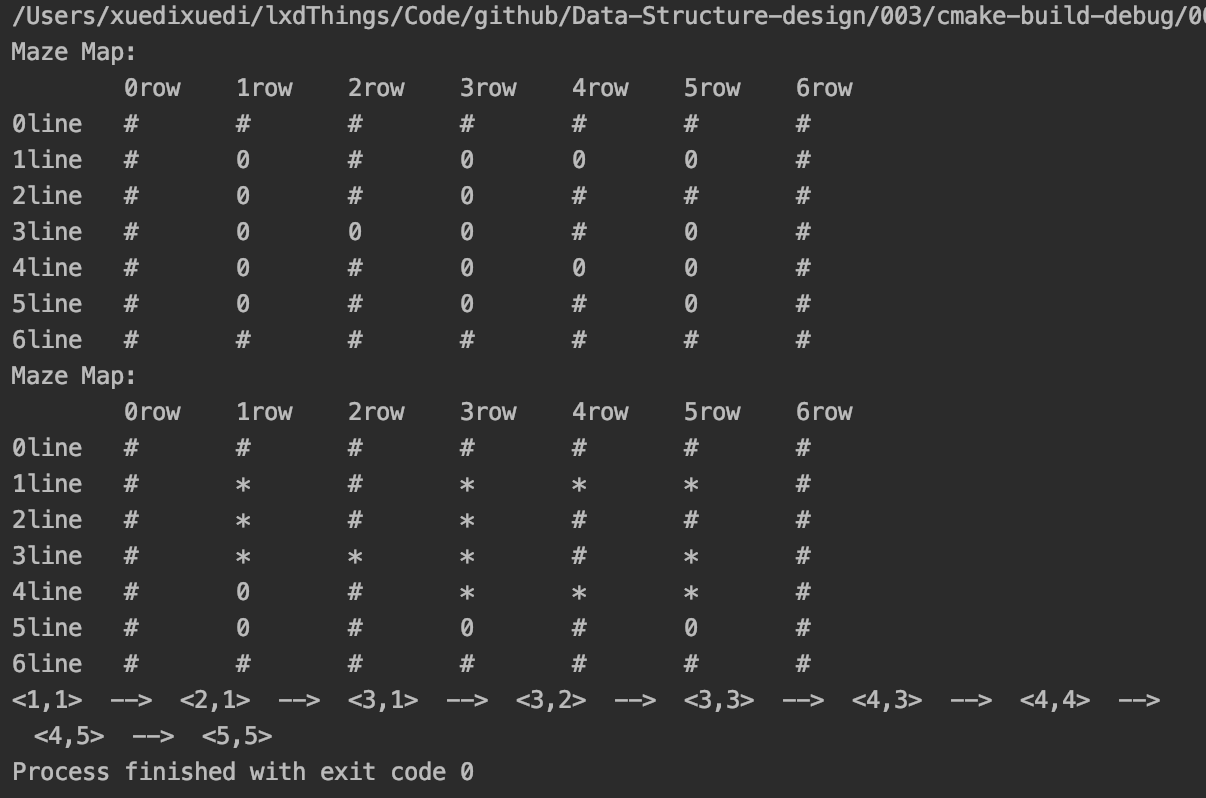 /Users/xuedixuedi/lxdThings/Code/github/Data-Structure-design/003/cmake-build-debug/00
Maze Map:
0row 1row 2row 3row 4row 5row 6row
0line # # # # # # #
1line # 0 # 0 0 0 #
2line # 0 # 0 # # #
3line # 0 0 0 # 0 #
4line # 0 # 0 0 0 #
5line # 0 # 0 # 0 #
6line # # # # # # #
Maze Map:
0row 1row 2row 3row 4row 5row 6row
0line # # # # # # #
1line # * # * * * #
2line # * # * # # #
3line # * * * # * #
4line # 0 # * * * #
5line # 0 # 0 # 0 #
6line # # # # # # #
<1,1> --> <2,1> --> <3,1> --> <3,2> --> <3,3> --> <4,3> --> <4,4> -->
<4,5> --> <5,5>
Process finished with exit code 0